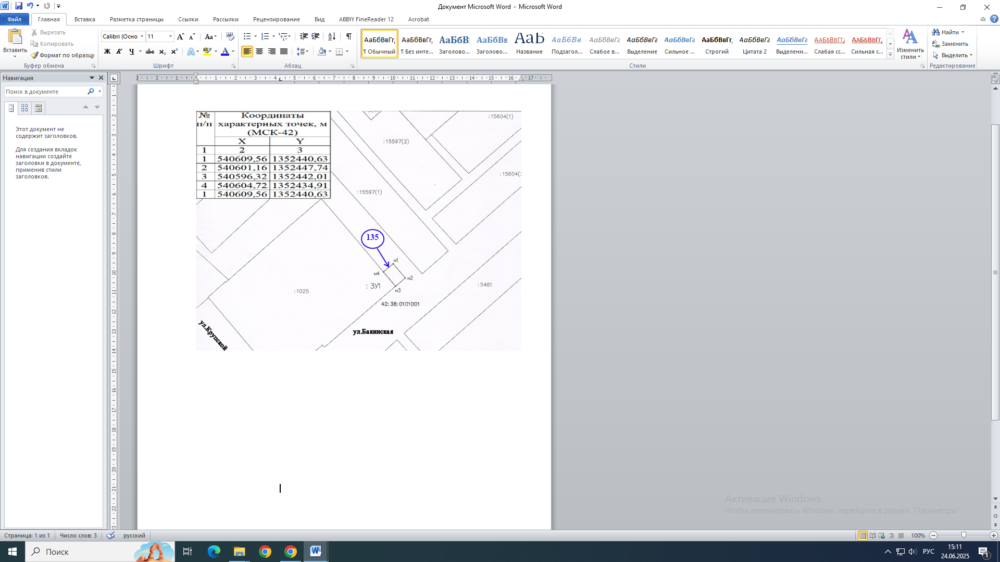 Документ Microsoft Word - Microsoft Word
Файл
Главная
Вставка
Разметка страницы
Ссылки
Рассылки
Рецензирование
Вид
ABBYY FineReader 12
Acrobat
Вставить
Вырезать
Копировать
Формат по образцу
Буфер обмена
Calibri (Осно
11
Шрифт
Абзац
АаБбВвГг, АаБбВвГг, АаБбВ АаБбВв АаБ АаБбВв. АаБбВвГг АаБбВвГг АаБбВвГг АаБбВвГг, АаБбВвГг АаБбВвГг ААБББВВГГ, ААБББВВГГ,
¶ Обычный
¶ Без инте...
Заголово...
Заголово...
Название
Подзагол...
Слабое в...
Выделение
Сильное ...
Строгий
Цитата 2
Выделенн...
Слабая сс...
Сильная с...
Стили
Изменить стили
Найти
Заменить
Выделить
Редактирование
Навигация
Поиск в документе
Этот документ не
содержит заголовков.
Для создания вкладок
навигации создайте
заголовки в документе,
применив стили
заголовков.
№ п/п
Координаты
характерных точек, м
(МСК-42)
X Y
1 2 3
1 540609,56 1352440,63
2 540601,16 1352447,74
3 540596,32 1352442,01
4 540604,72 1352434,91
1 540609,56 1352440,63
:15604(1)
:15597(2)
:15604(2
:15597(1)
135
н1
н4
н2
: ЗУ1
н3
:5481
:1025
42: 38: 0101001
ул.Крупской
ул.Бакинская
Активация Windows
Чтобы активировать Windows, перейдите в раздел "Параметры".
Страница: 1 из 1
Число слов: 3
русский
100%
Поиск
РУС
15:11
24.06.2025
1